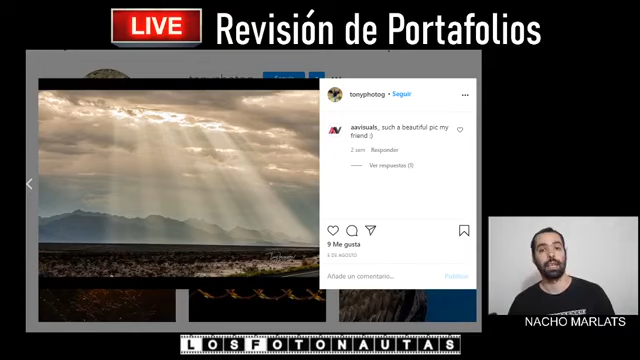 LIVE
Revisión de Portafolios
tonyphotog • Seguir
aavisuals_ such a beautiful pic my
friend :)
2 sem Responder
Ver respuestas (1)
9 Me gusta
6 DE AGOSTO
Añade un comentario...
Publicar
NACHO MARLATS
LOSFOTONAUTAS